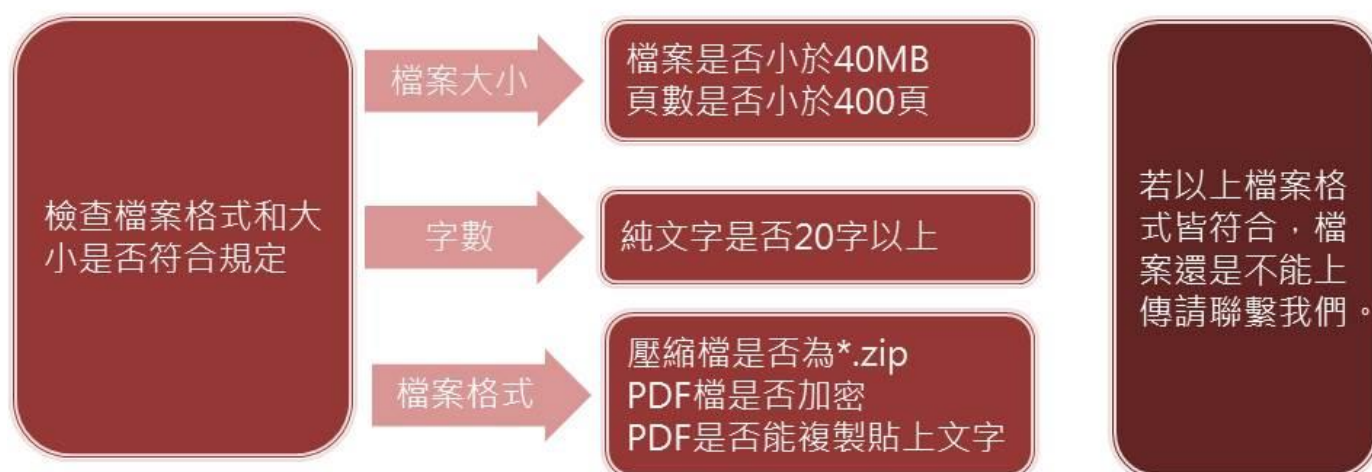 檢查檔案格式和大
小是否符合規定
檔案大小
檔案是否小於40MB
頁數是否小於400頁
字數
純文字是否20字以上
檔案格式
壓縮檔是否為*.zip
PDF檔是否加密
PDF是否能複製貼上文字
若以上檔案格
式皆符合，檔
案還是不能上
傳請聯繫我們。